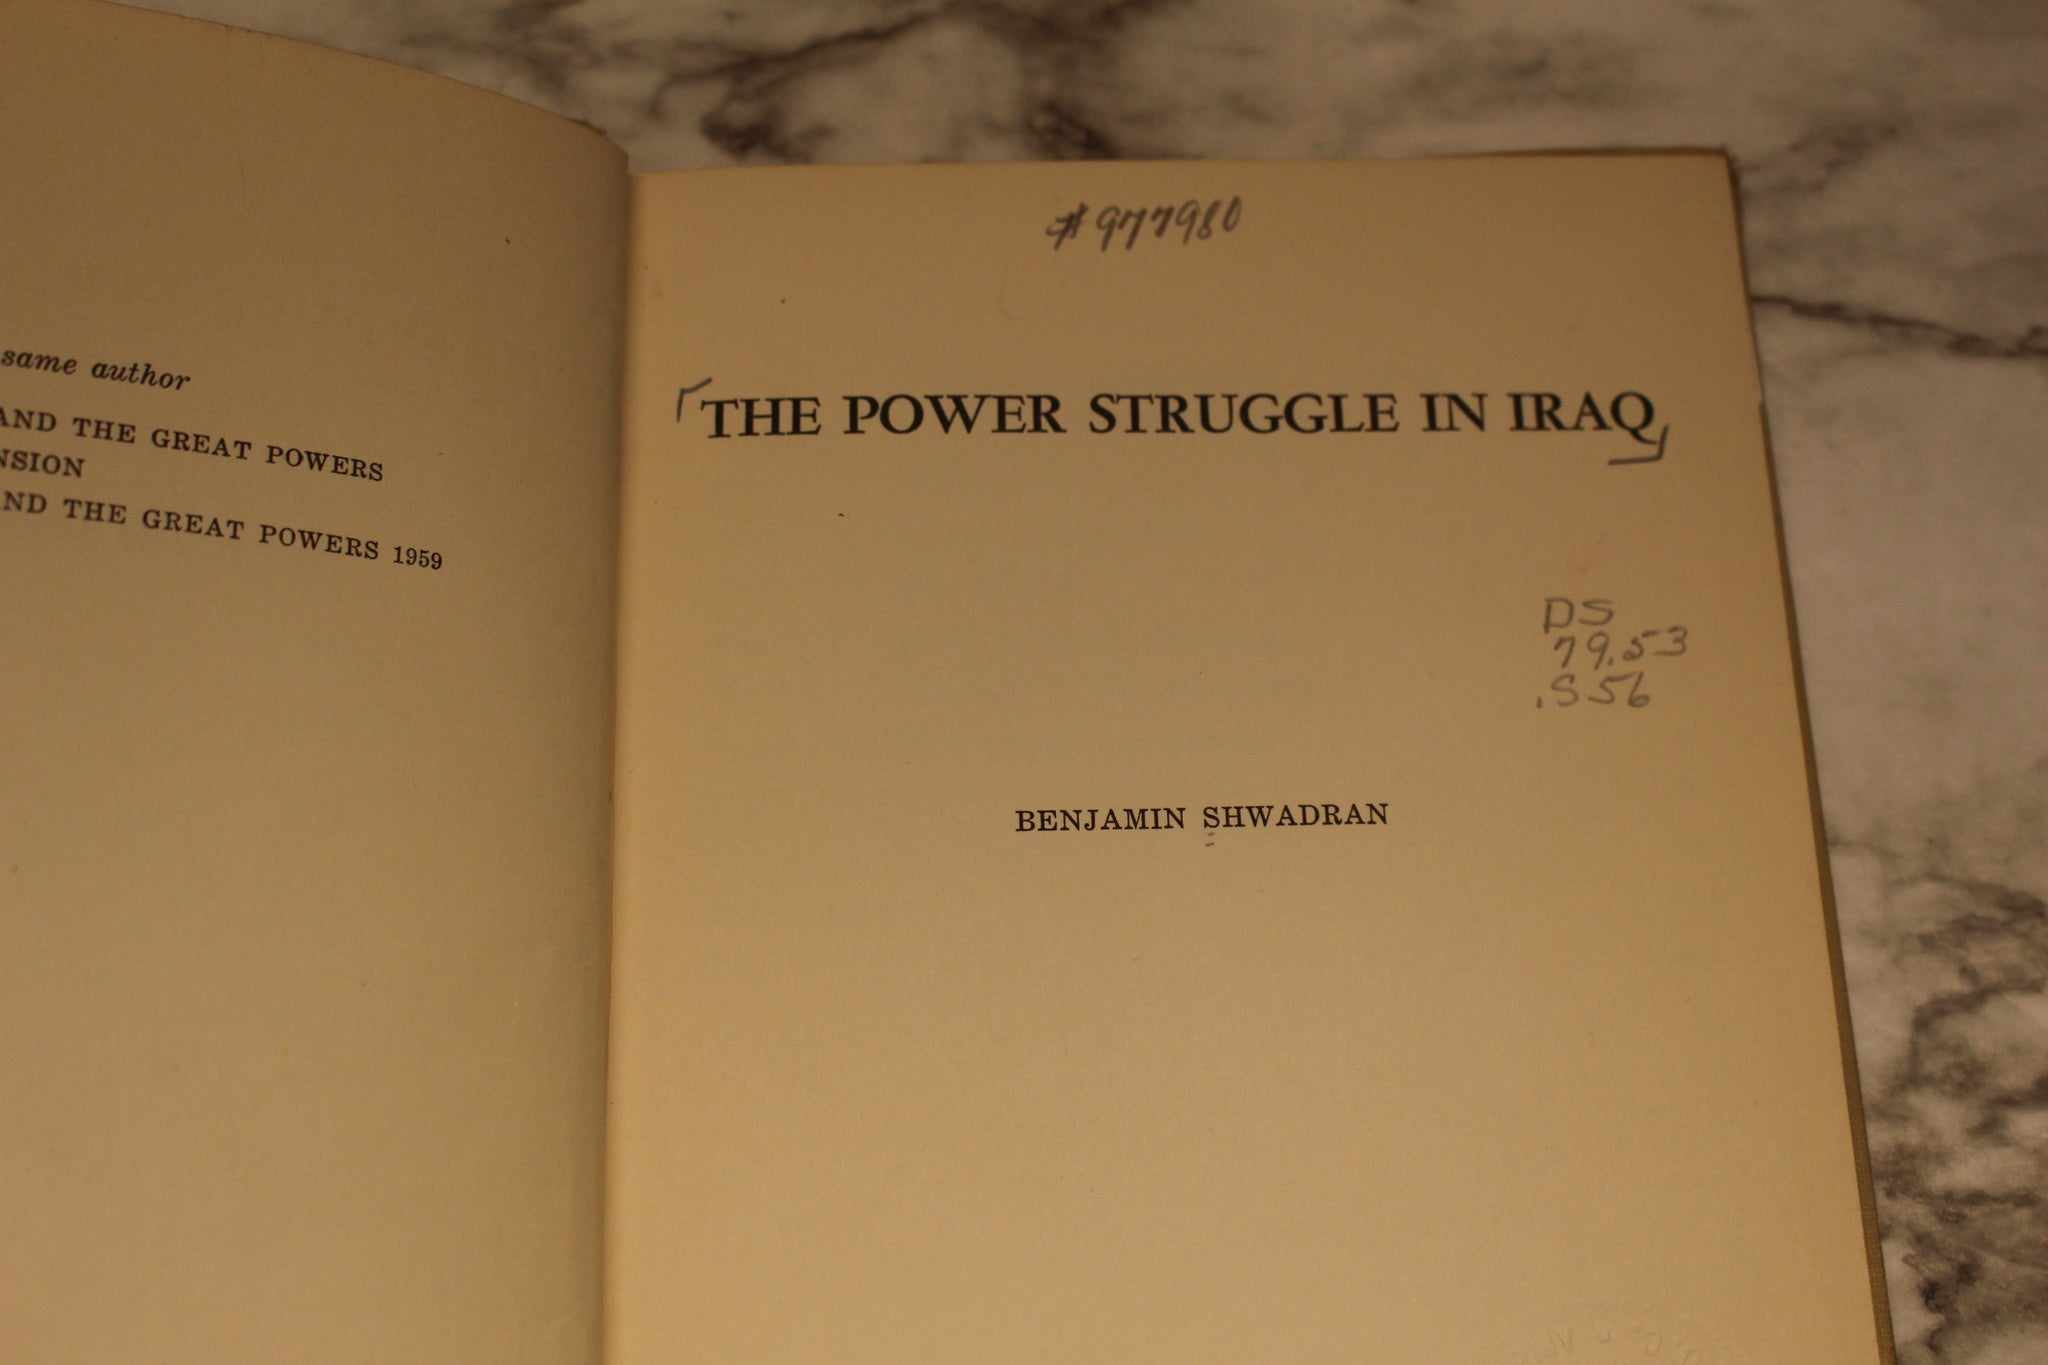 same author
AND THE GREAT POWERS
NSION
ND THE GREAT POWERS 1959
#977980
THE POWER STRUGGLE IN IRAQ
DS
79.53
.S56
BENJAMIN SHWADRAN